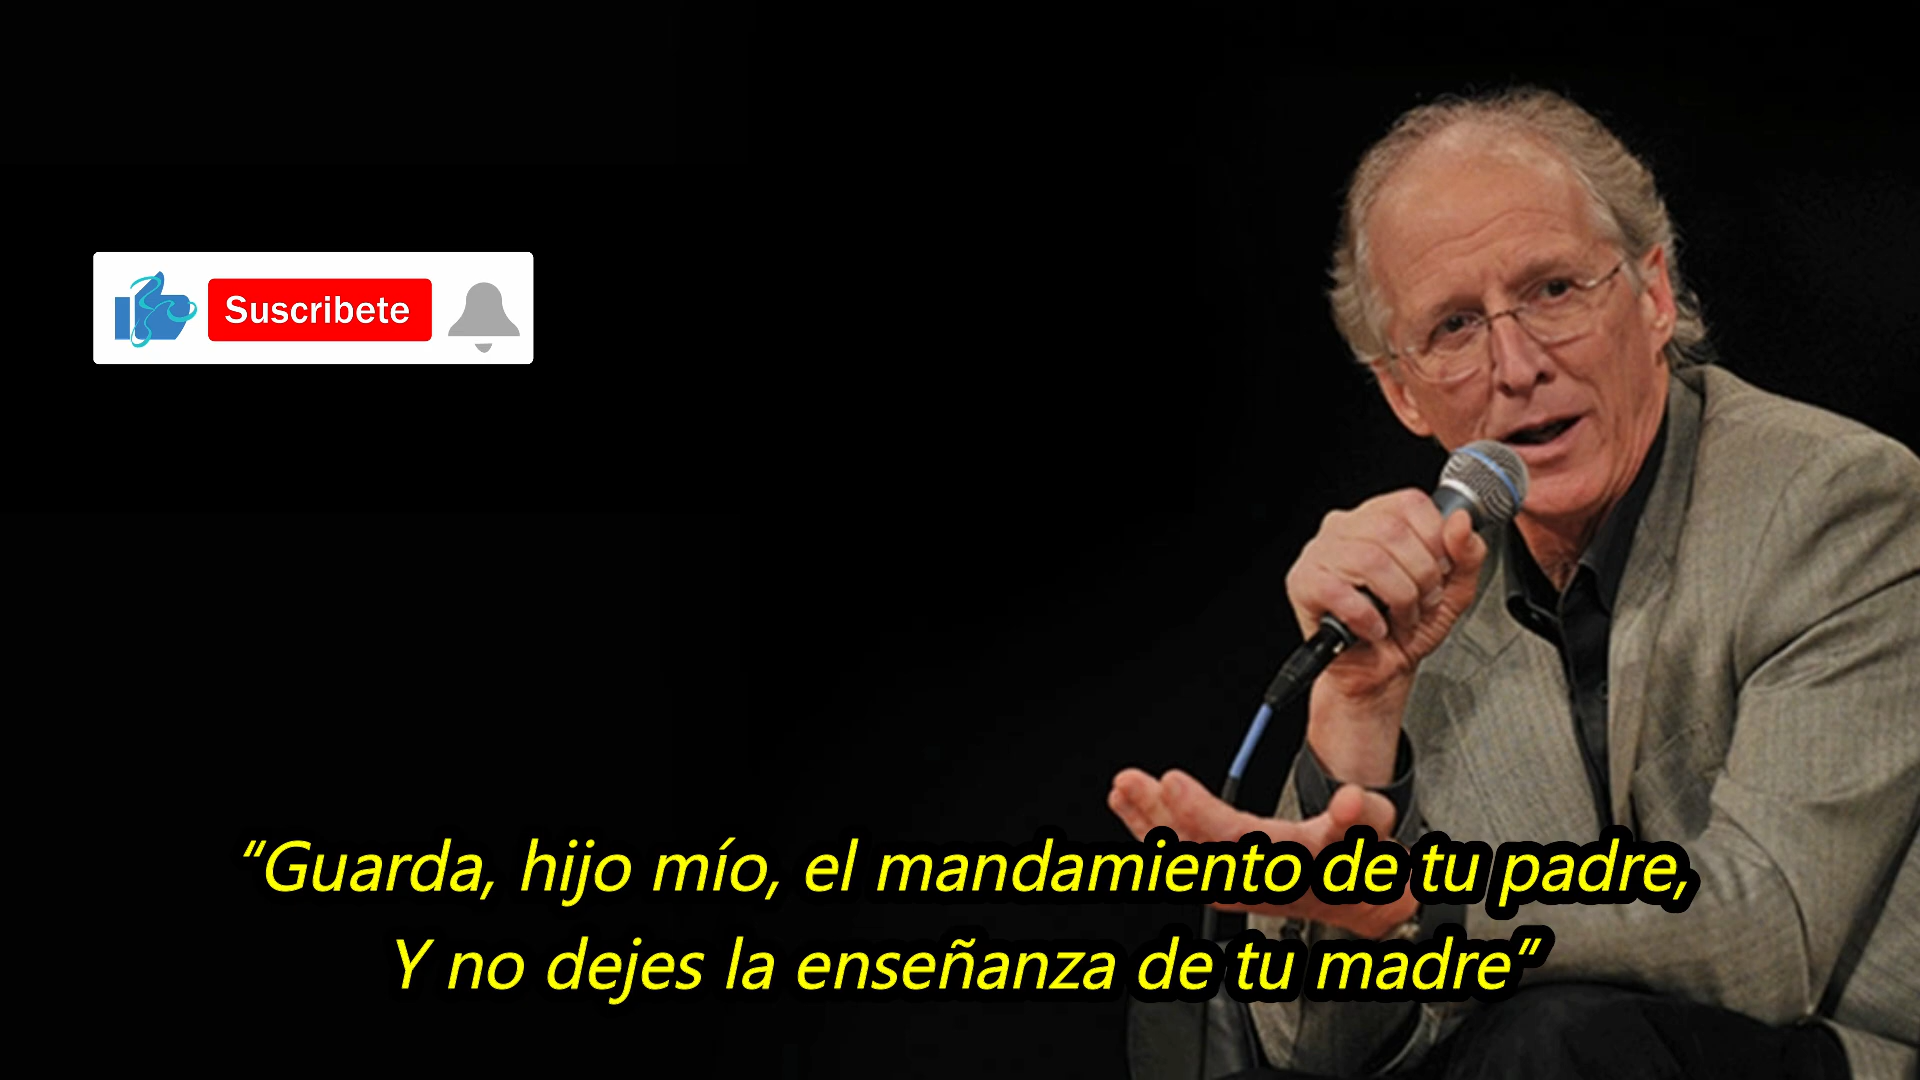 Suscribete
“Guarda, hijo mío, el mandamiento de tu padre,
Y no dejes la enseñanza de tu madre”